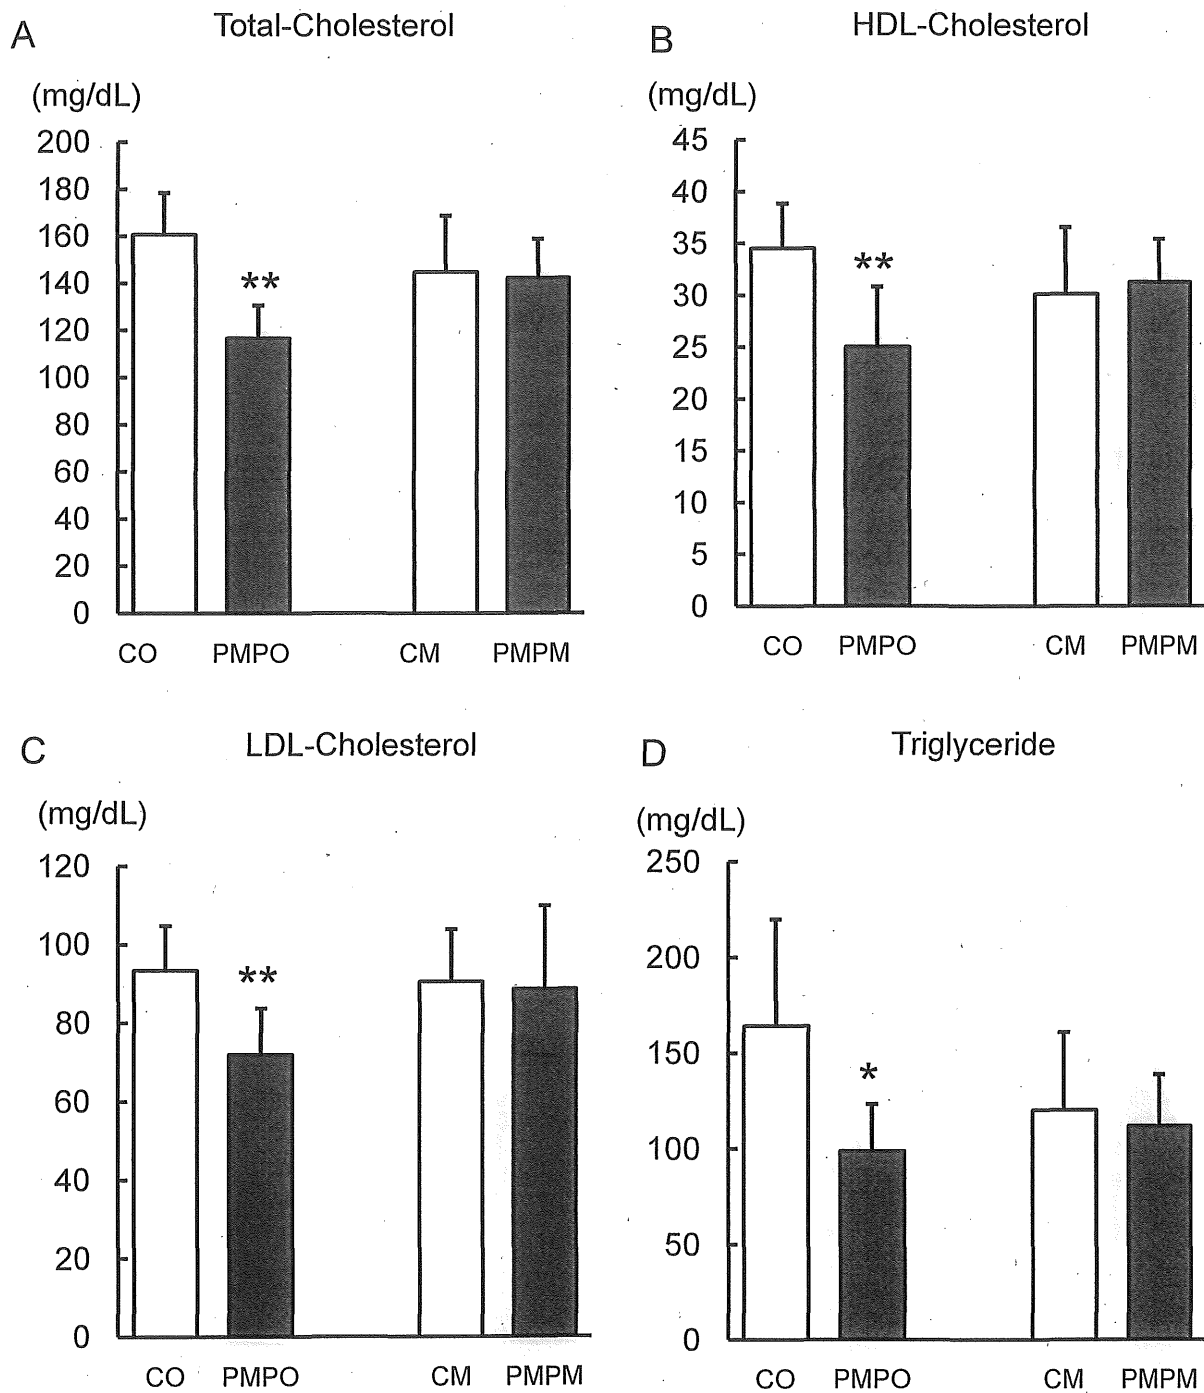 A
Total-Cholesterol
(mg/dL)
200
180
160
140
120
100
80
60
40
20
0
**
CO PMPO CM PMPM
B
HDL-Cholesterol
(mg/dL)
45
40
35
30
25
20
15
10
5
0
**
CO PMPO CM PMPM
C
LDL-Cholesterol
(mg/dL)
120
100
80
60
40
20
0
**
CO PMPO CM PMPM
D
Triglyceride
(mg/dL)
250
200
150
100
50
0
*
CO PMPO CM PMPM